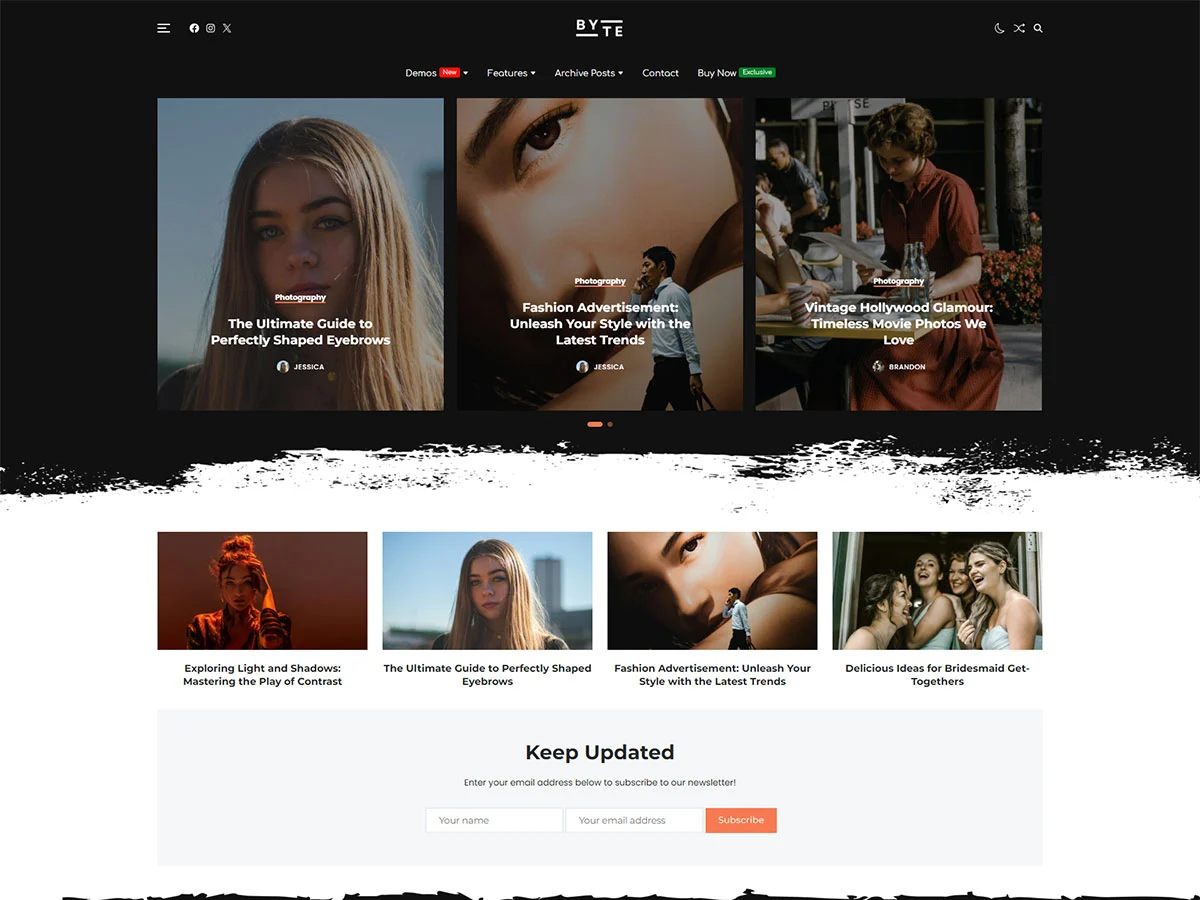 BYTE
Demos New
Features
Archive Posts
Contact
Buy Now Exclusive
Photography
The Ultimate Guide to
Perfectly Shaped Eyebrows
JESSICA
Photography
Fashion Advertisement:
Unleash Your Style with the
Latest Trends
JESSICA
Photography
Vintage Hollywood Glamour:
Timeless Movie Photos We
Love
BRANDON
Exploring Light and Shadows:
Mastering the Play of Contrast
The Ultimate Guide to Perfectly Shaped
Eyebrows
Fashion Advertisement: Unleash Your
Style with the Latest Trends
Delicious Ideas for Bridesmaid Get-
Togethers
Keep Updated
Enter your email address below to subscribe to our newsletter!
Your name
Your email address
Subscribe